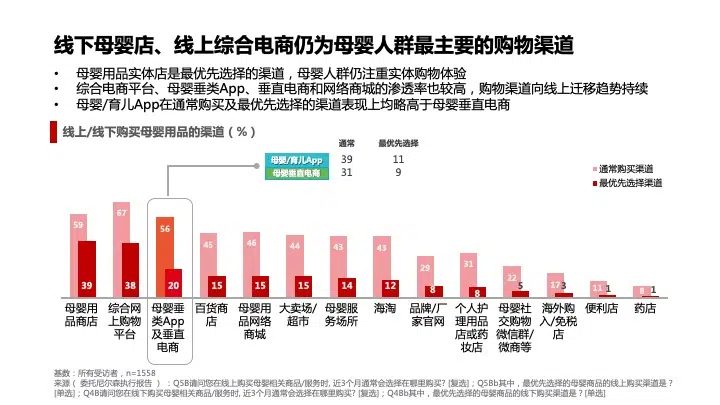 线下母婴店、线上综合电商仍为母婴人群最主要的购物渠道
• 母婴用品实体店是最优先选择的渠道，母婴人群仍注重实体购物体验
• 综合电商平台、母婴垂类App、垂直电商和网络商城的渗透率也较高，购物渠道向线上迁移趋势持续
• 母婴/育儿App在通常购买及最优先选择的渠道表现上均略高于母婴垂直电商
线上/线下购买母婴用品的渠道（%）
通常 最优先选择
母婴/育儿App 39 11
母婴垂直电商 31 9
通常购买渠道
最优先选择渠道
59 67 56 45 46 44 43 43 29 31 22 17 11 8
39 38 20 15 15 15 14 12 8 8 5 3 1 1
母婴用 综合网 母婴垂 百货商 母婴用 大卖场/ 母婴服 海淘 品牌/厂 个人护 母婴社 海外购 便利店 药店
品商店 上购物 类App 店 品网络 超市 务场所 家官网 理用品 交购物 入/免税
平台 及垂直 商城 店或药 微信群/ 店
电商 妆店 微商等
基数：所有受访者，n=1558
来源（ 委托尼尔森执行报告 ）：Q5B请问您在线上购买母婴相关商品/服务时, 近3个月通常会选择在哪里购买? [复选]；Q5Bb其中，最优先选择的母婴商品的线上购买渠道是？
[单选]；Q4B请问您在线下购买母婴相关商品/服务时, 近3个月通常会选择在哪里购买? [复选]；Q4Bb其中，最优先选择的母婴商品的线下购买渠道是？[单选]